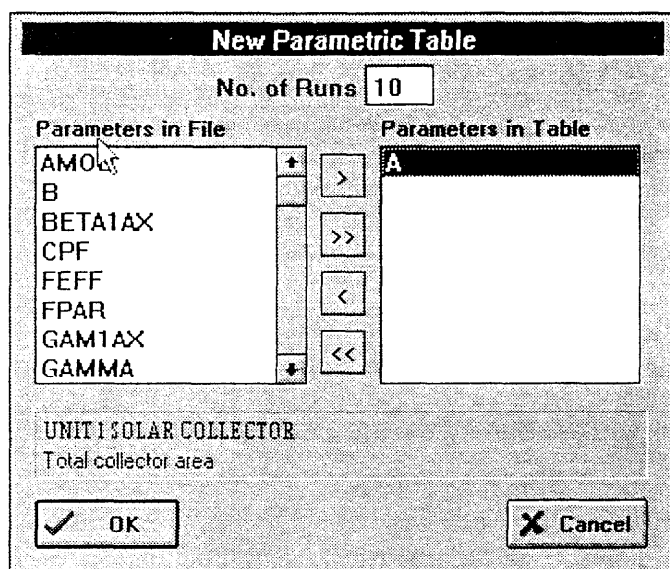 New Parametric Table
No. of Runs 10
Parameters in File
Parameters in Table
AMO
B
BETA1AX
CPF
FEFF
FPAR
GAM1AX
GAMMA
>
>>
<
<<
A
UNIT 1 SOLAR COLLECTOR
Total collector area
OK
Cancel